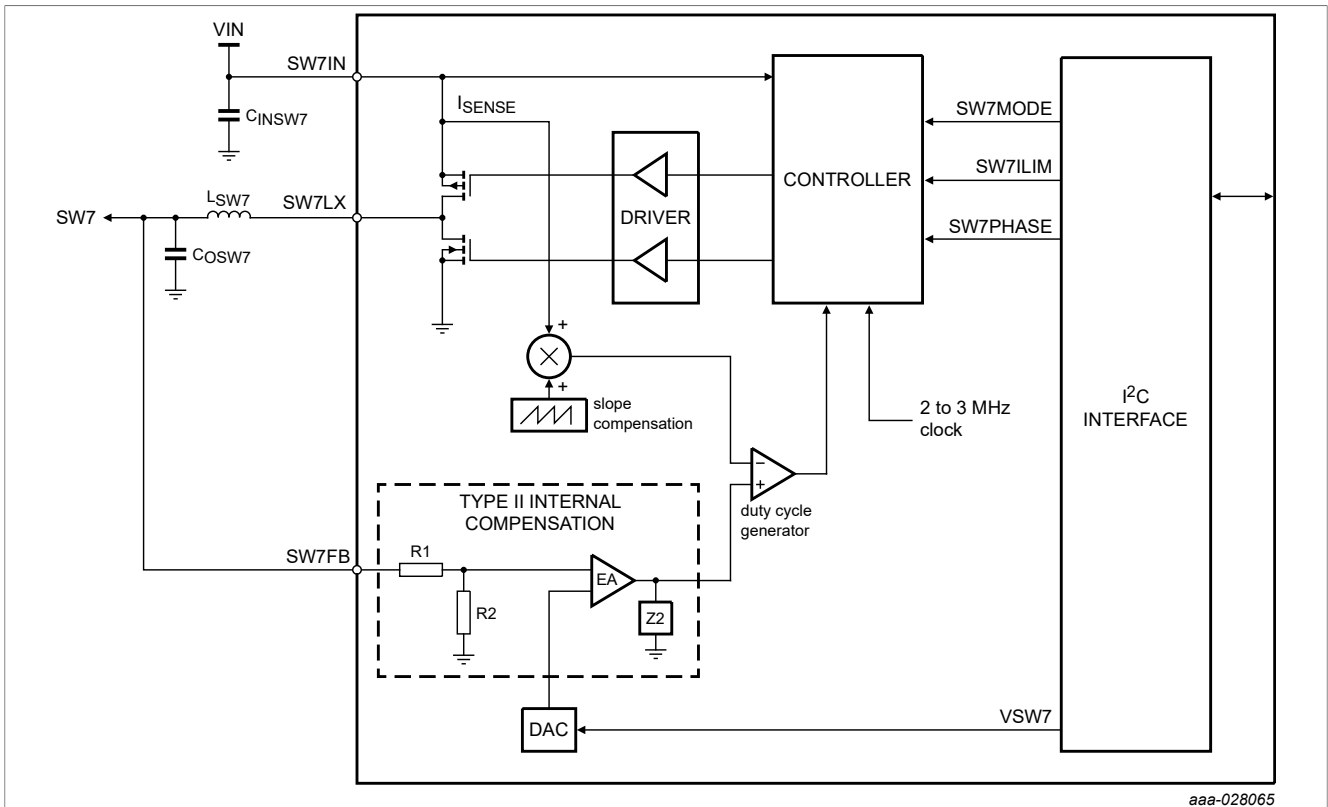 VIN
SW7IN
CINSW7
ISENSE
LSW7
SW7LX
SW7
COSW7
DRIVER
CONTROLLER
SW7MODE
SW7ILIM
SW7PHASE
I2C
INTERFACE
+
+
slope
compensation
2 to 3 MHz
clock
−
+
duty cycle
generator
TYPE II INTERNAL
COMPENSATION
SW7FB
R1
R2
EA
Z2
DAC
VSW7
aaa-028065